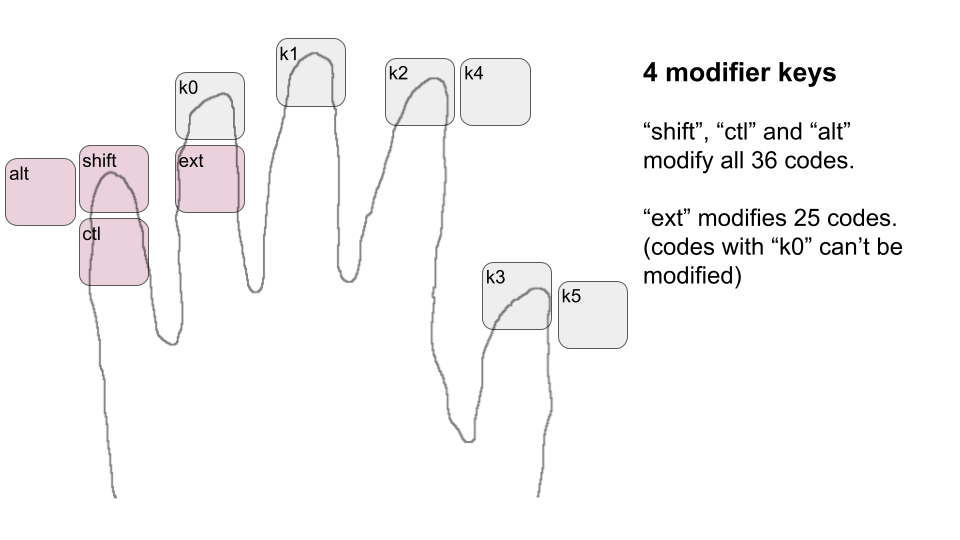 k1
k2
k4
k0
shift
ext
alt
ctl
k3
k5
4 modifier keys
“shift”, “ctl” and “alt”
modify all 36 codes.
“ext” modifies 25 codes.
(codes with “k0” can’t be
modified)